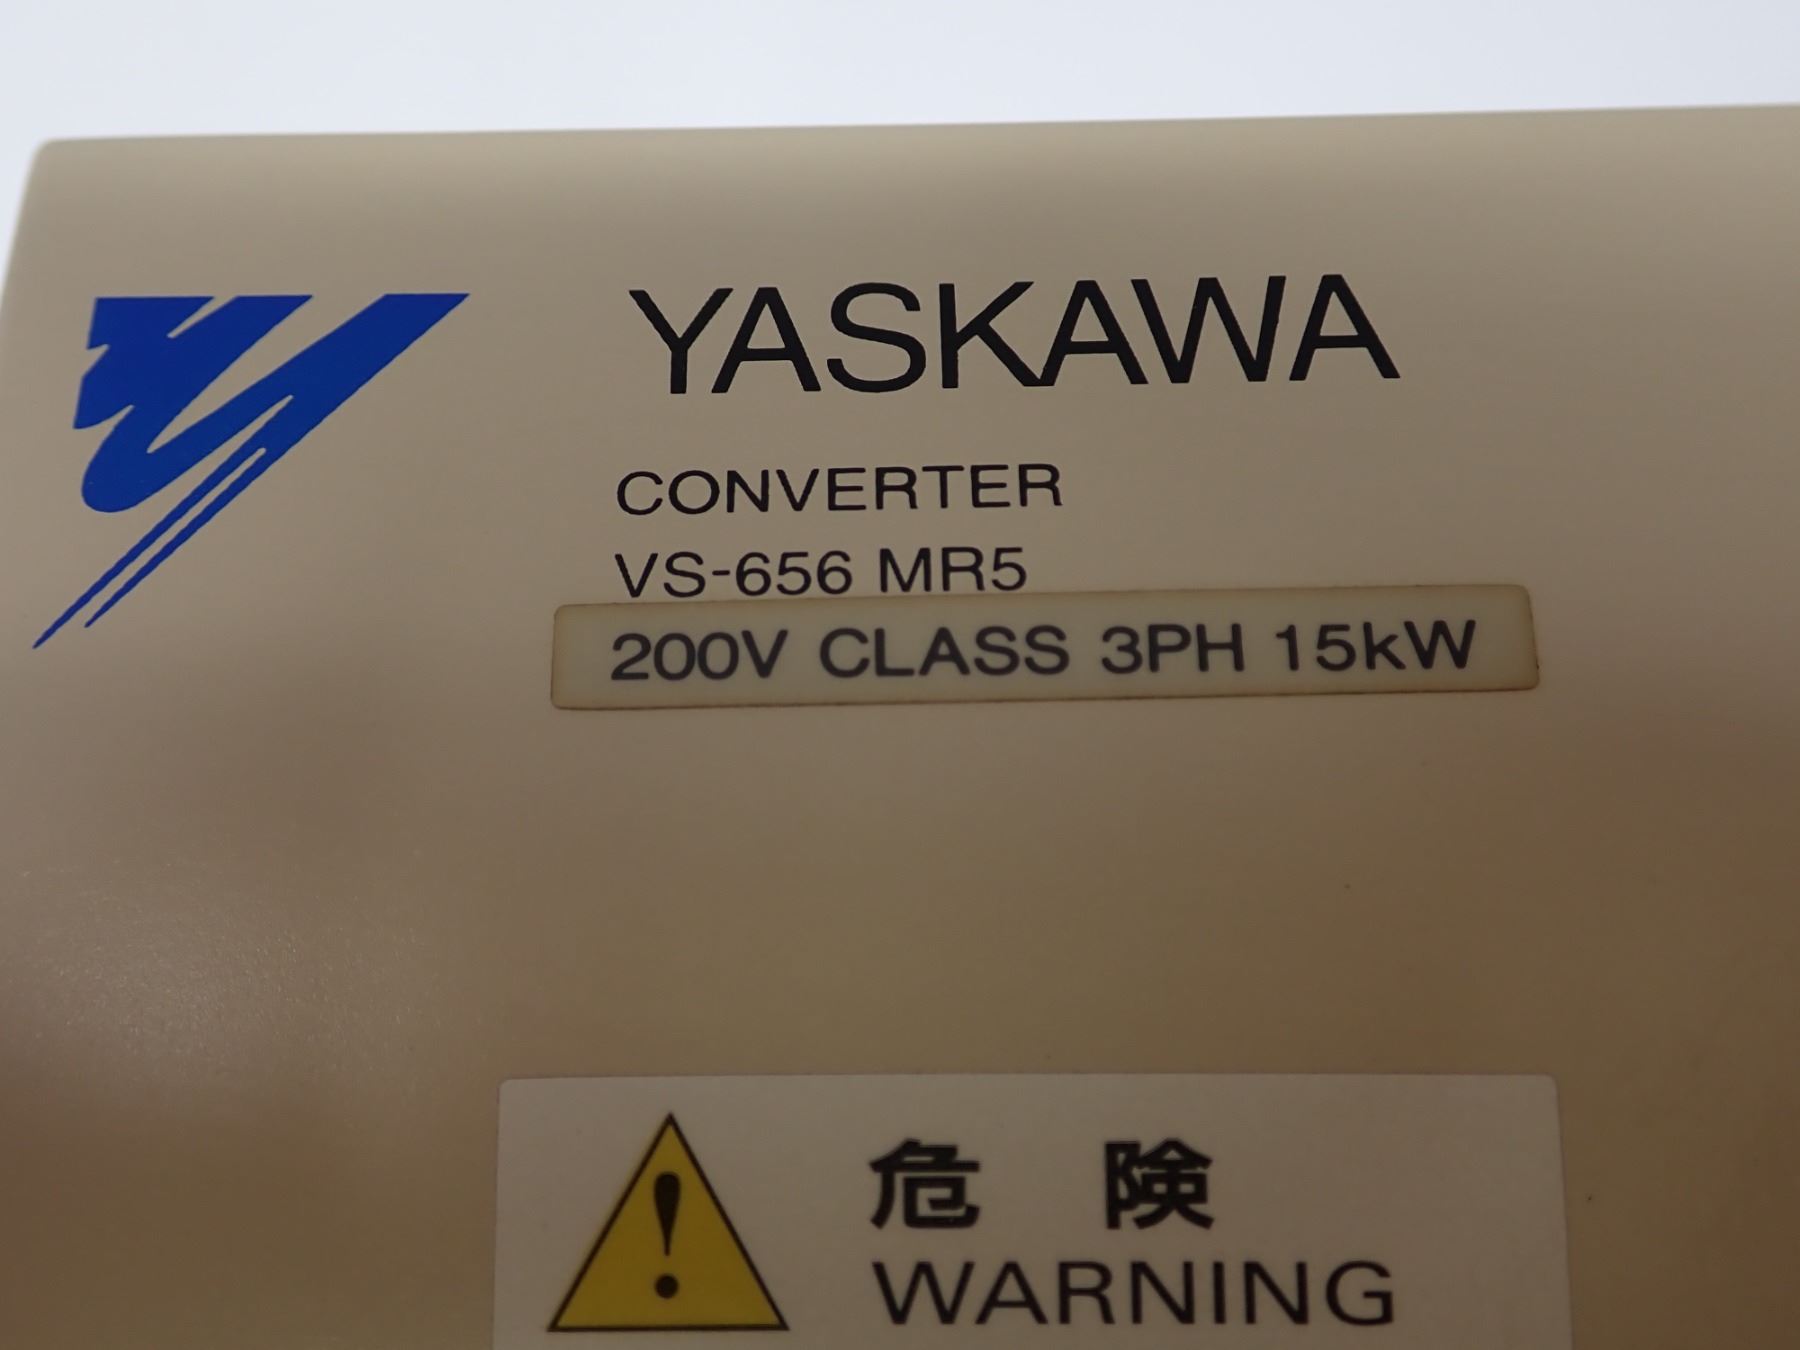 YASKAWA
CONVERTER
VS-656 MR5
200V CLASS 3PH 15kW
危 険
WARNING